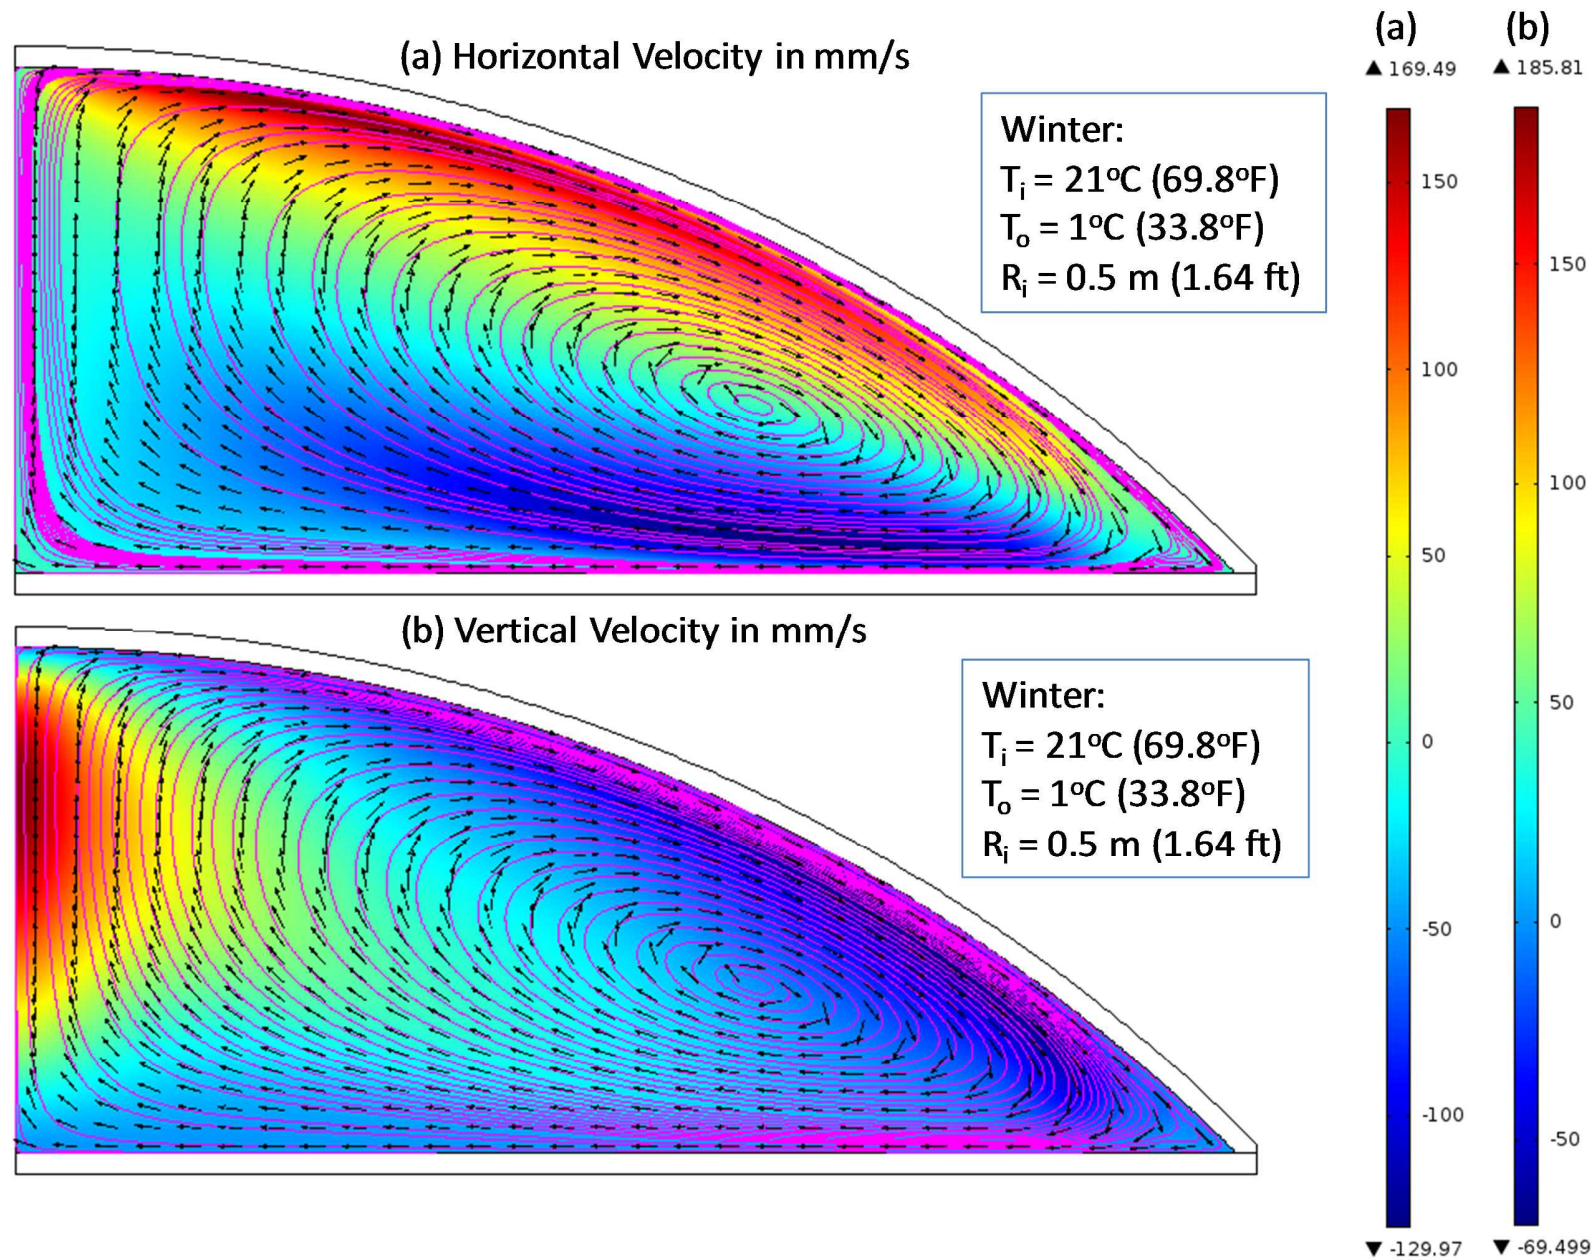 (a) Horizontal Velocity in mm/s
Winter:
Tᵢ = 21ᵒC (69.8ᵒF)
Tₒ = 1ᵒC (33.8ᵒF)
Rᵢ = 0.5 m (1.64 ft)
(b) Vertical Velocity in mm/s
Winter:
Tᵢ = 21ᵒC (69.8ᵒF)
Tₒ = 1ᵒC (33.8ᵒF)
Rᵢ = 0.5 m (1.64 ft)
(a)
▲ 169.49
150
100
50
0
-50
-100
▼ -129.97
(b)
▲ 185.81
150
100
50
0
-50
▼ -69.499